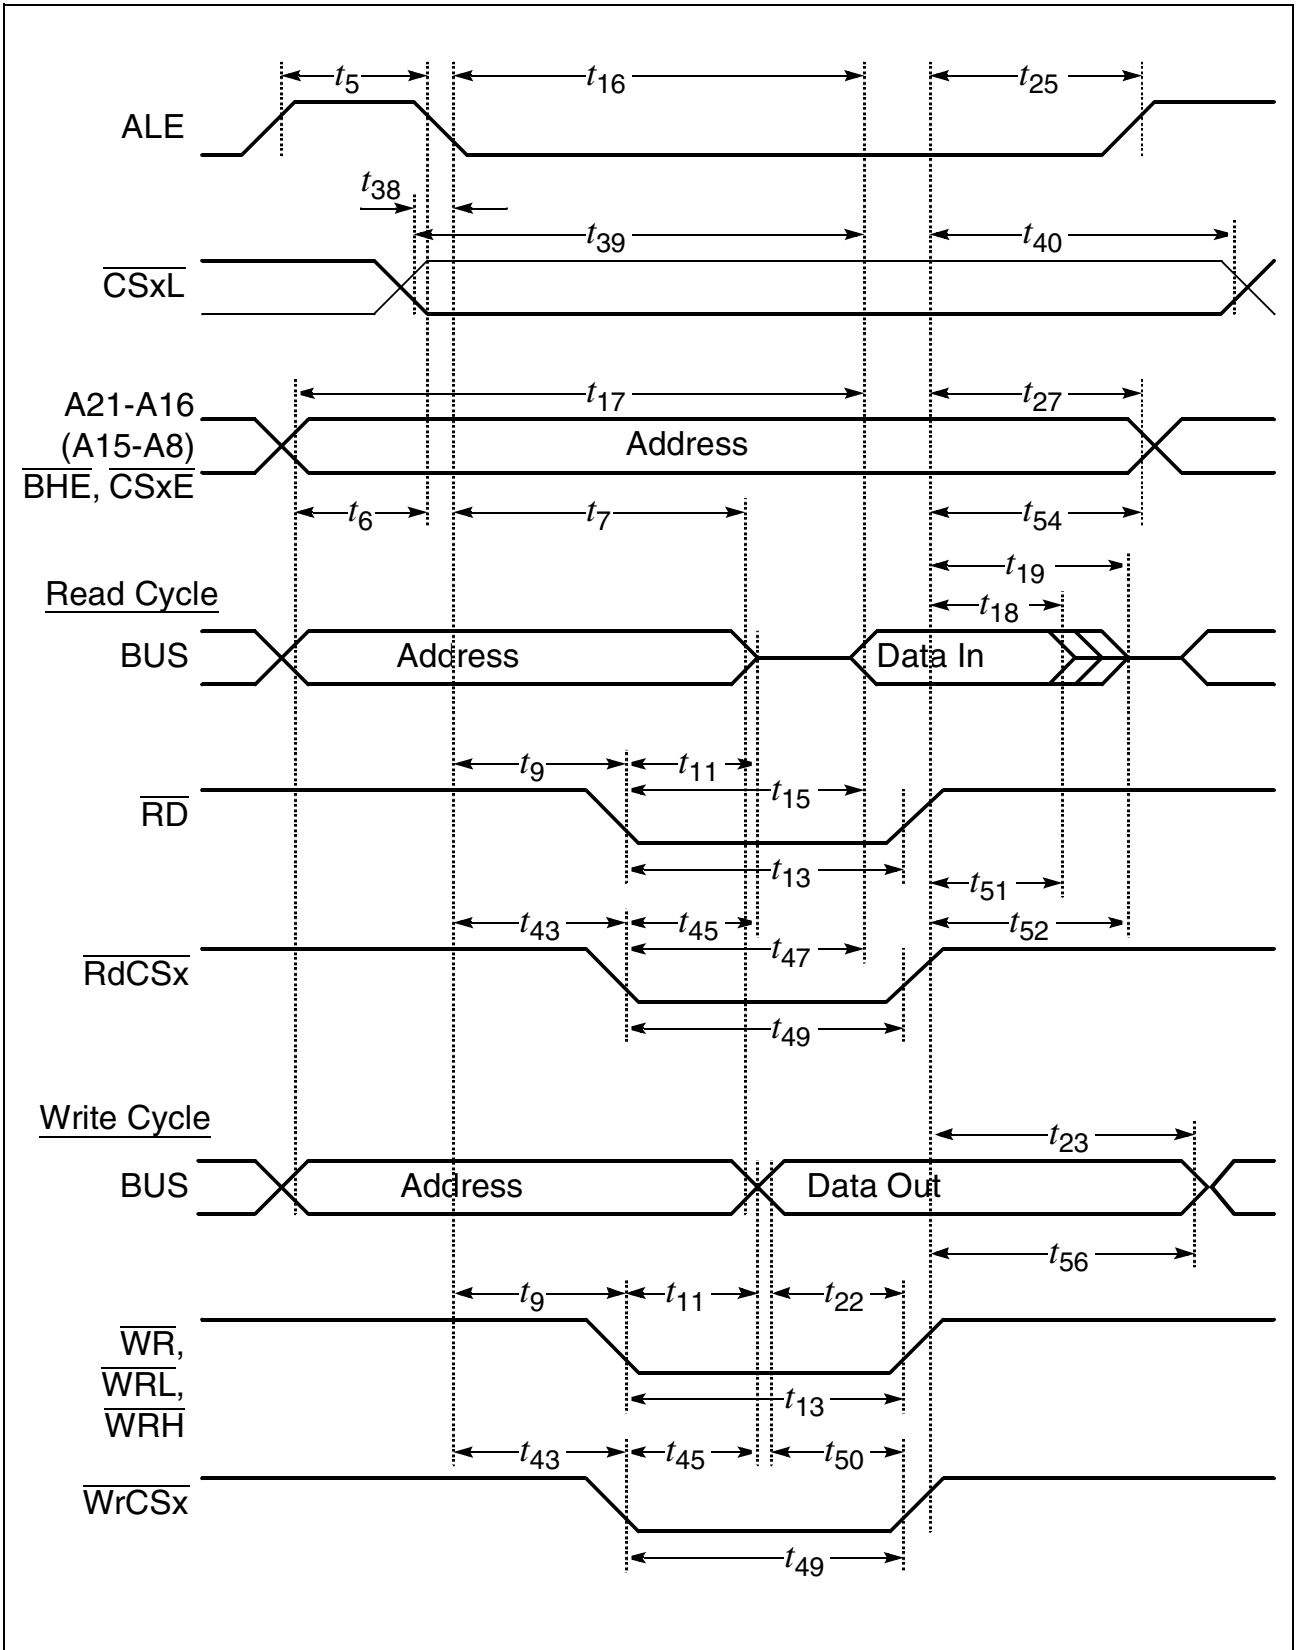 t5 t16 t25
ALE
t38
t39 t40
CSxL
A21-A16
(A15-A8)
BHE, CSxE
t17 t27
Address
t6 t7 t54
t19
Read Cycle
t18
BUS Address Data In
t9 t11
t15
RD
t13
t51
t43 t45 t52
t47
RdCSx
t49
Write Cycle
t23
BUS Address Data Out
t56
t9 t11 t22
WR,
WRL,
WRH
t13
t43 t45 t50
WrCSx
t49